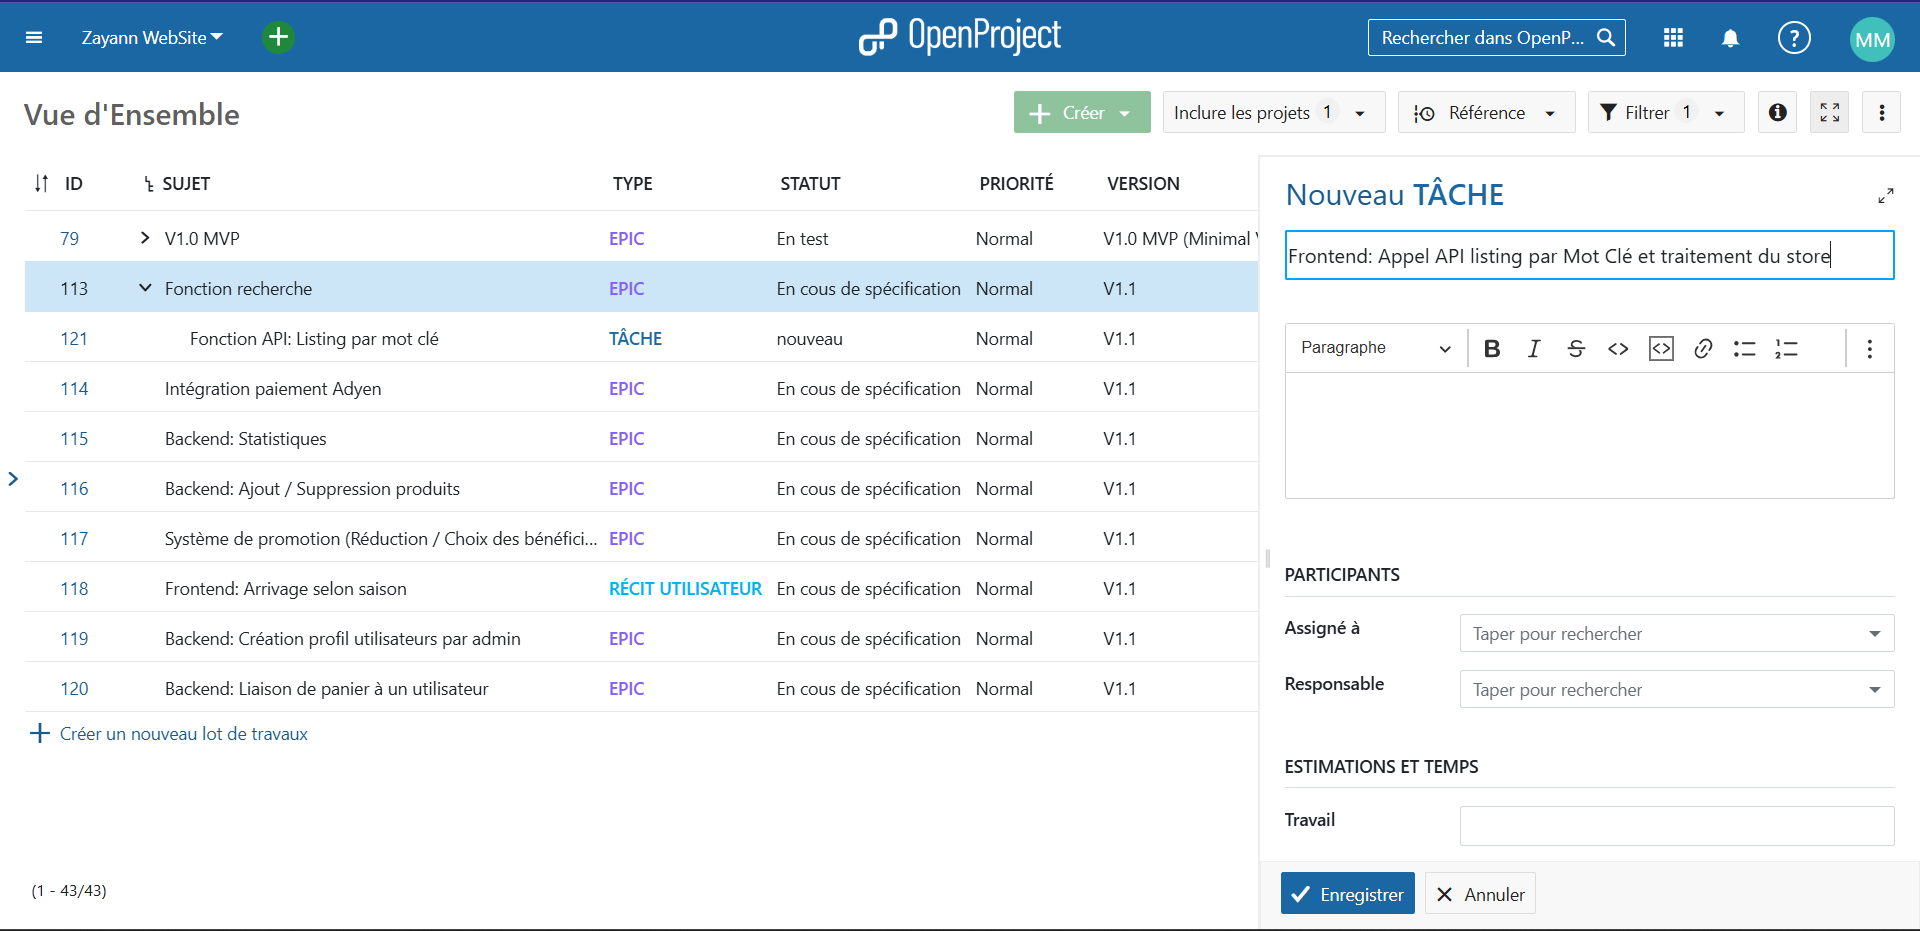 Zayann WebSite
OpenProject
Rechercher dans OpenP...
MM
Vue d'Ensemble
Créer
Inclure les projets 1
Référence
Filtrer 1
ID SUJET TYPE STATUT PRIORITÉ VERSION
79 V1.0 MVP EPIC En test Normal V1.0 MVP (Minimal
113 Fonction recherche EPIC En cous de spécification Normal V1.1
121 Fonction API: Listing par mot clé TÂCHE nouveau Normal V1.1
114 Intégration paiement Adyen EPIC En cous de spécification Normal V1.1
115 Backend: Statistiques EPIC En cous de spécification Normal V1.1
116 Backend: Ajout / Suppression produits EPIC En cous de spécification Normal V1.1
117 Système de promotion (Réduction / Choix des bénéfici... EPIC En cous de spécification Normal V1.1
118 Frontend: Arrivage selon saison RÉCIT UTILISATEUR En cous de spécification Normal V1.1
119 Backend: Création profil utilisateurs par admin EPIC En cous de spécification Normal V1.1
120 Backend: Liaison de panier à un utilisateur EPIC En cous de spécification Normal V1.1
Créer un nouveau lot de travaux
(1 - 43/43)
Nouveau TÂCHE
Frontend: Appel API listing par Mot Clé et traitement du store
Paragraphe
PARTICIPANTS
Assigné à Taper pour rechercher
Responsable Taper pour rechercher
ESTIMATIONS ET TEMPS
Travail
Enregistrer
Annuler